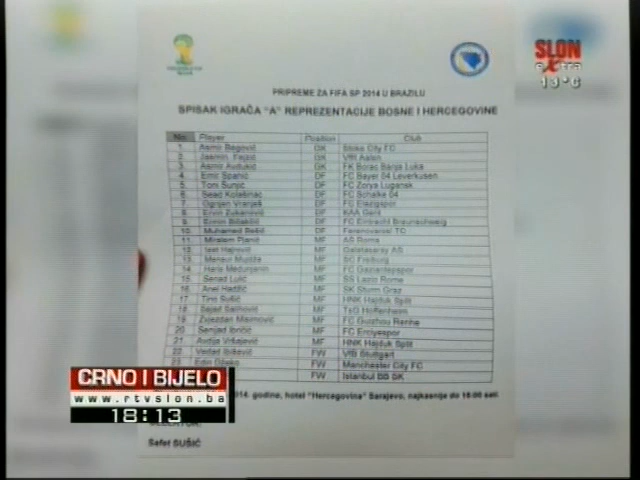 SLON
extra
13°C
PRIPREME ZA FIFA SP 2014 U BRAZILU
SPISAK IGRAČA "A" REPREZENTACIJE BOSNE I HERCEGOVINE
No. Player Position Club
1. Asmir Begović GK Stoke City FC
2. Jasmin Fejzić GK VfR Aalen
3. Asmir Avdukić GK FK Borac Banja Luka
4. Emir Spahić DF FC Bayer 04 Leverkusen
5. Toni Šunjić DF FC Zorya Lugansk
6. Sead Kolašinac DF FC Schalke 04
7. Ognjen Vranješ DF FC Elazigspor
8. Ervin Zukanović DF KAA Gent
9. Ermin Bičakčić DF FC Eintracht Braunschweig
10. Muhamed Bešić DF Ferencvarosi TC
11. Miralem Pjanić MF AS Roma
12. Izet Hajrović MF Galatasaray AS
13. Mensur Mujdža MF SC Freiburg
14. Haris Medunjanin MF FC Gaziantepspor
15. Senad Lulić MF SS Lazio Roma
16. Anel Hadžić MF SK Sturm Graz
17 Tino Sušić MF HNK Hajduk Split
18 Sejad Salihović MF TSG Hoffenheim
19 Zvjezdan Misimović MF FC Guizhou Renhe
20 Senijad Ibričić MF FC Erciyespor
21 Avdija Vršajević MF HNK Hajduk Split
22 Vedad Ibišević FW VfB Stuttgart
23 Edin Džeko FW Manchester City FC
FW Istanbul BB SK
2014. godine, hotel "Hercegovina" Sarajevo, najkasnije do 18:00 sati.
Safet SUŠIĆ
CRNO I BIJELO
www.rtvslon.ba
18:13